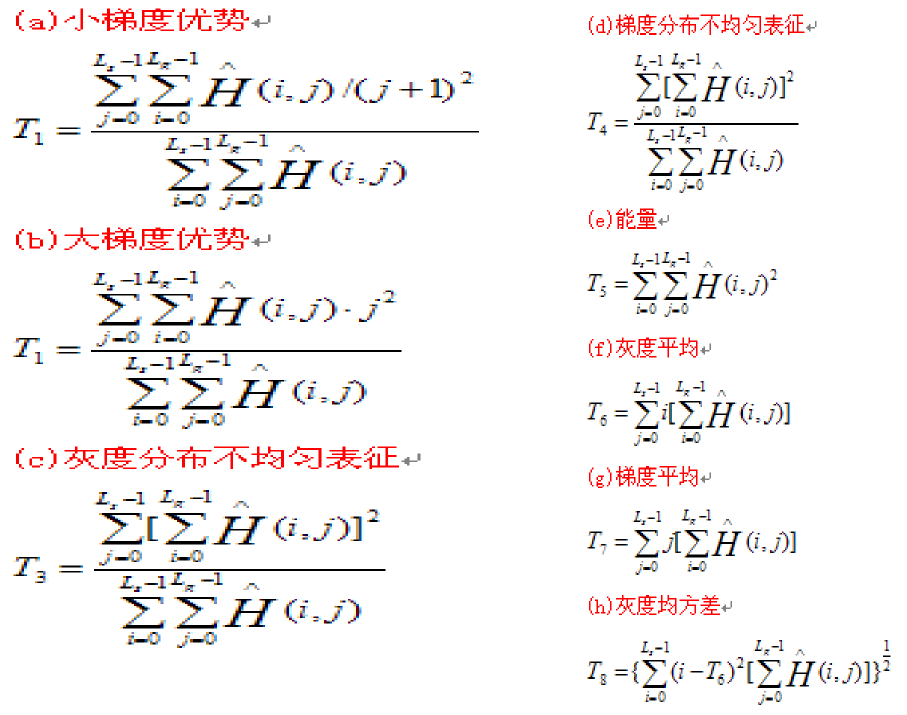 (a)小梯度优势↵
$T_1 = \frac{\sum_{j=0}^{L_s-1}\sum_{i=0}^{L_g-1}\hat{H}(i,j)/(j+1)^2}{\sum_{i=0}^{L_s-1}\sum_{j=0}^{L_g-1}\hat{H}(i,j)}$
(b)大梯度优势↵
$T_1 = \frac{\sum_{j=0}^{L_s-1}\sum_{i=0}^{L_g-1}\hat{H}(i,j)\cdot j^2}{\sum_{i=0}^{L_s-1}\sum_{j=0}^{L_g-1}\hat{H}(i,j)}$
(c)灰度分布不均匀表征↵
$T_3 = \frac{\sum_{j=0}^{L_s-1}[\sum_{i=0}^{L_g-1}\hat{H}(i,j)]^2}{\sum_{i=0}^{L_s-1}\sum_{j=0}^{L_g-1}\hat{H}(i,j)}$
(d)梯度分布不均匀表征↵
$T_4 = \frac{\sum_{j=0}^{L_s-1}[\sum_{i=0}^{L_g-1}\hat{H}(i,j)]^2}{\sum_{i=0}^{L_s-1}\sum_{j=0}^{L_g-1}\hat{H}(i,j)}$
(e)能量↵
$T_5 = \sum_{i=0}^{L_s-1}\sum_{j=0}^{L_g-1}\hat{H}(i,j)^2$
(f)灰度平均↵
$T_6 = \sum_{j=0}^{L_s-1} i[\sum_{i=0}^{L_g-1}\hat{H}(i,j)]$
(g)梯度平均↵
$T_7 = \sum_{j=0}^{L_s-1} j[\sum_{i=0}^{L_g-1}\hat{H}(i,j)]$
(h)灰度均方差↵
$T_8 = \{\sum_{i=0}^{L_s-1}(i-T_6)^2[\sum_{j=0}^{L_g-1}\hat{H}(i,j)]\}^{\frac{1}{2}}$